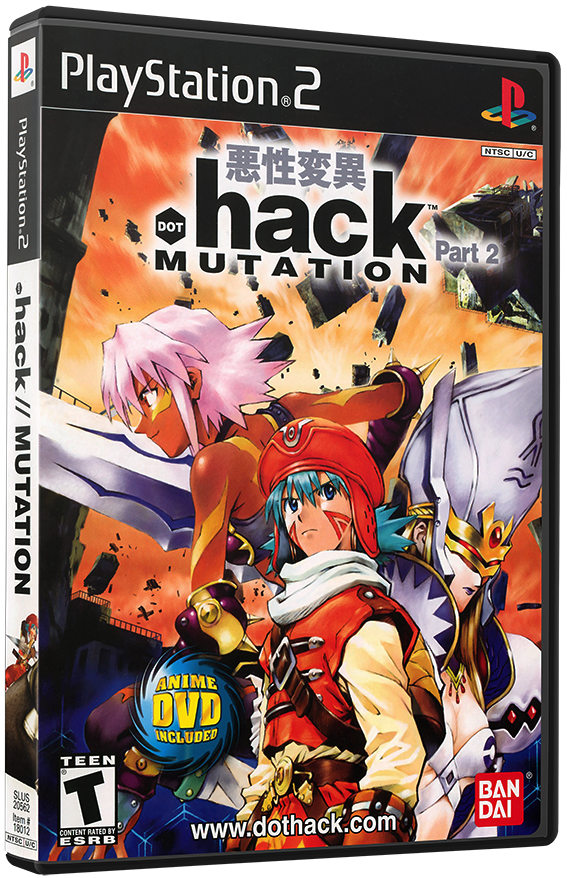 PlayStation®2
NTSC U/C
悪性変異
DOT
.hack™
Part 2
MUTATION
ANIME
DVD
INCLUDED
TEEN
T
®
CONTENT RATED BY
ESRB
www.dothack.com
BAN
DAI
®
PlayStation®2
.hack//MUTATION
SLUS
20563
Item #
18012
NTSC U/C